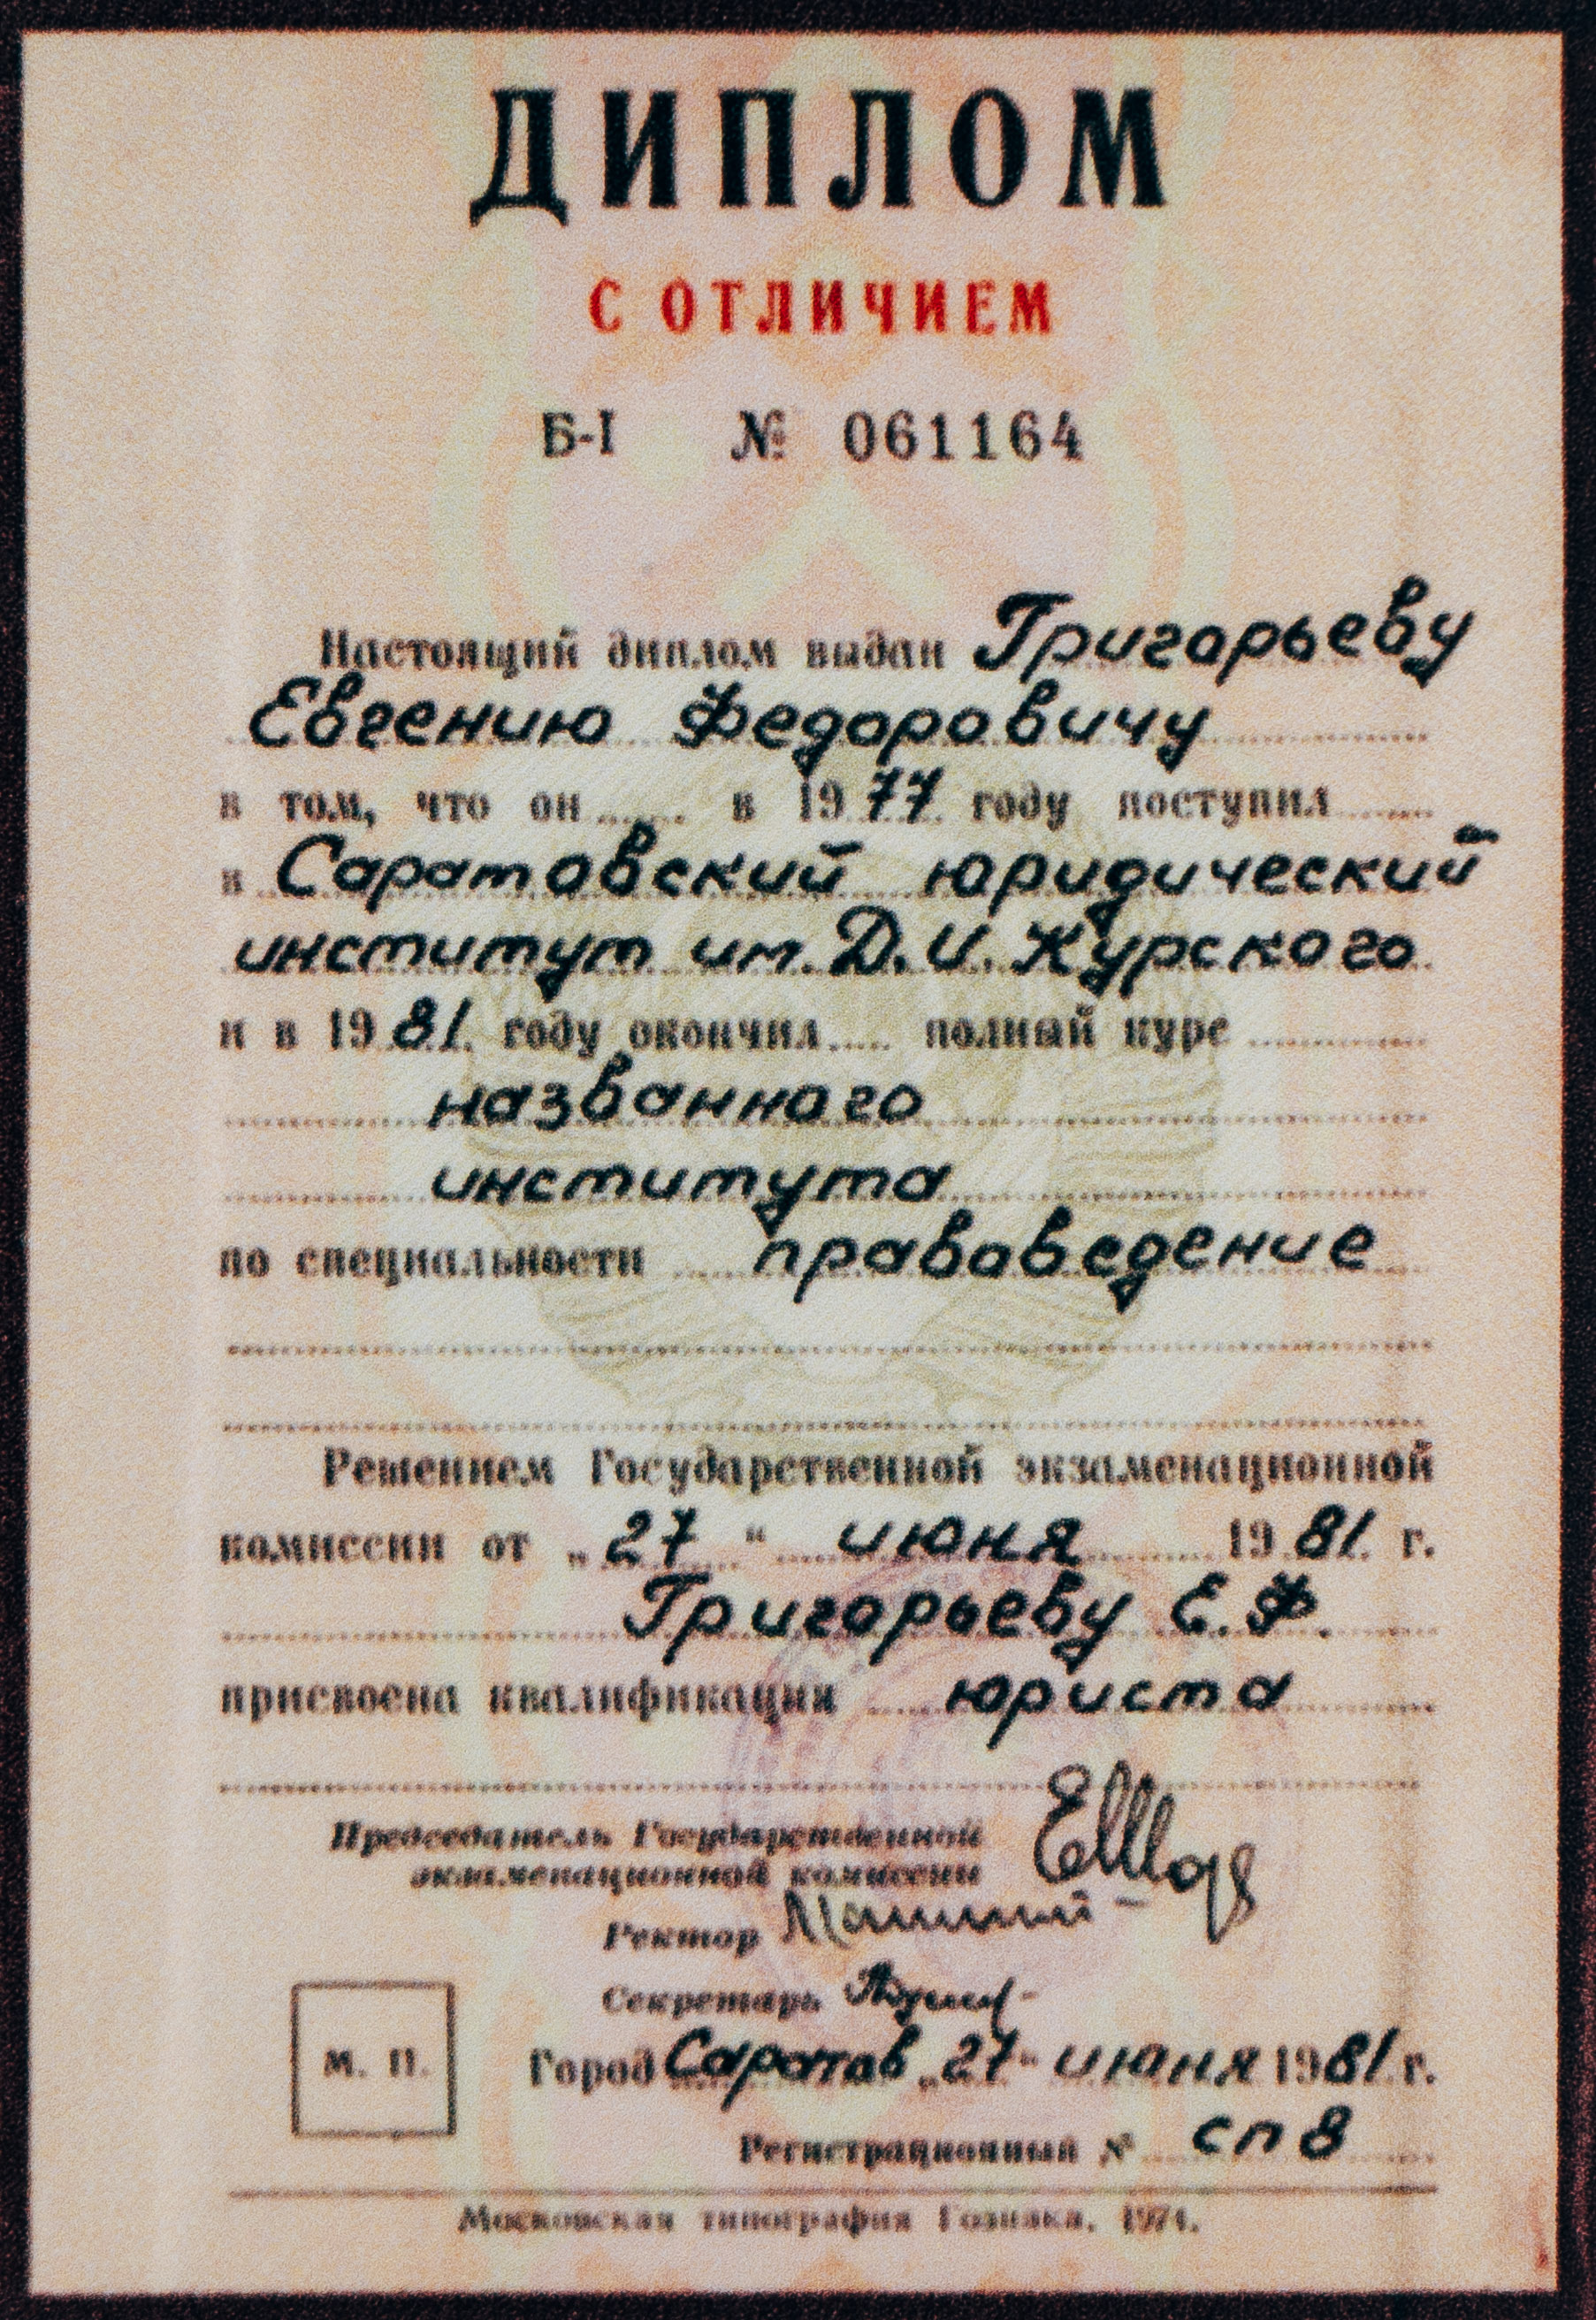 ДИПЛОМ
С ОТЛИЧИЕМ
Б-I № 061164
Настоящий диплом выдан Григорьеву
Евгению Федоровичу
в том, что он в 1977 году поступил
в Саратовский юридический
институт им. Д. И. Курского
и в 1981 году окончил полный курс
названного
института
по специальности правоведение
Решением Государственной экзаменационной
комиссии от „27" июня 1981 г.
Григорьеву Е.Ф.
присвоена квалификация юриста
Председатель Государственной
экзаменационной комиссии
Ректор
Секретарь
М. П.
Город Саратов „27" июня 1981 г.
Регистрационный № сп 8
Московская типография Гознака. 1974.